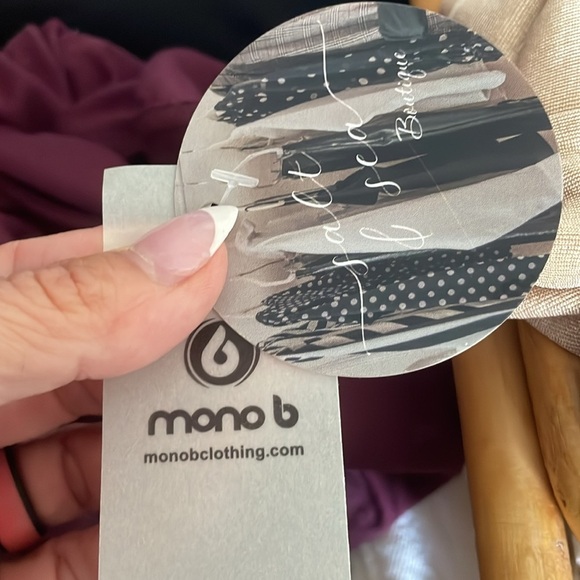 salt
& sea
Boutique
mono b
monobclothing.com